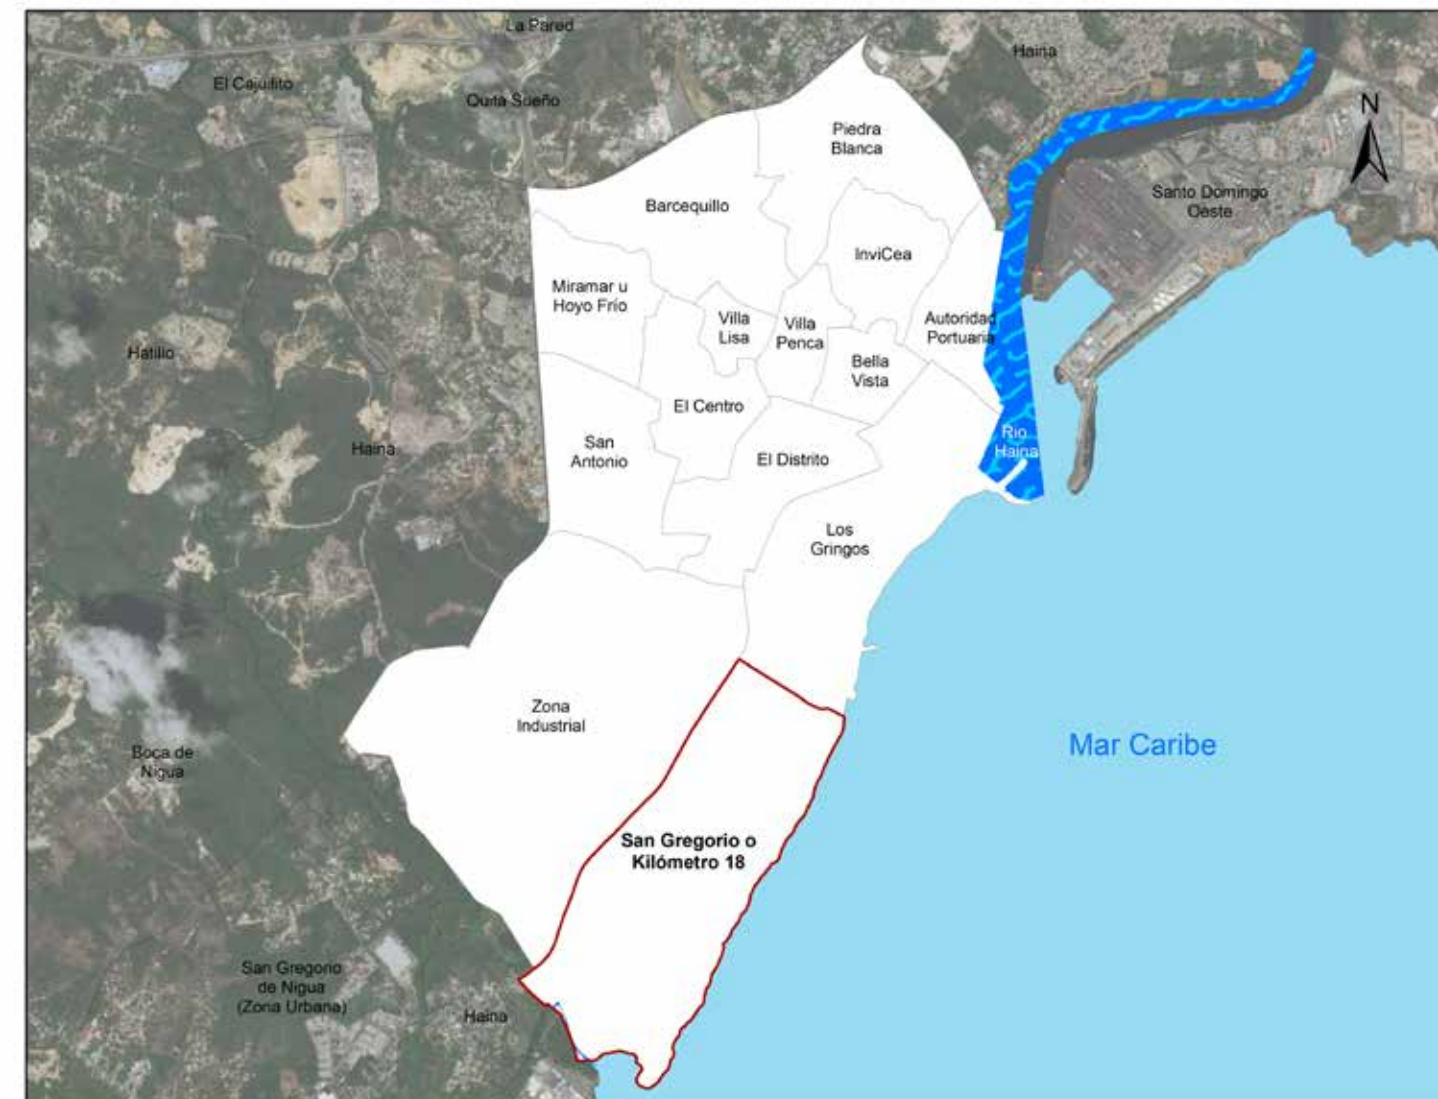 La Pared
Haina
El Cajuilito
Quita Sueño
N
Piedra
Blanca
Santo Domingo
Oeste
Barcequillo
InviCea
Miramar u
Hoyo Frío
Villa
Lisa
Villa
Penca
Autoridad
Portuaria
Hatillo
Bella
Vista
El Centro
Rio
Haina
San
Antonio
Haina
El Distrito
Los
Gringos
Zona
Industrial
Mar Caribe
Boca de
Nigua
San Gregorio o
Kilómetro 18
San Gregorio
de Nigua
(Zona Urbana)
Haina